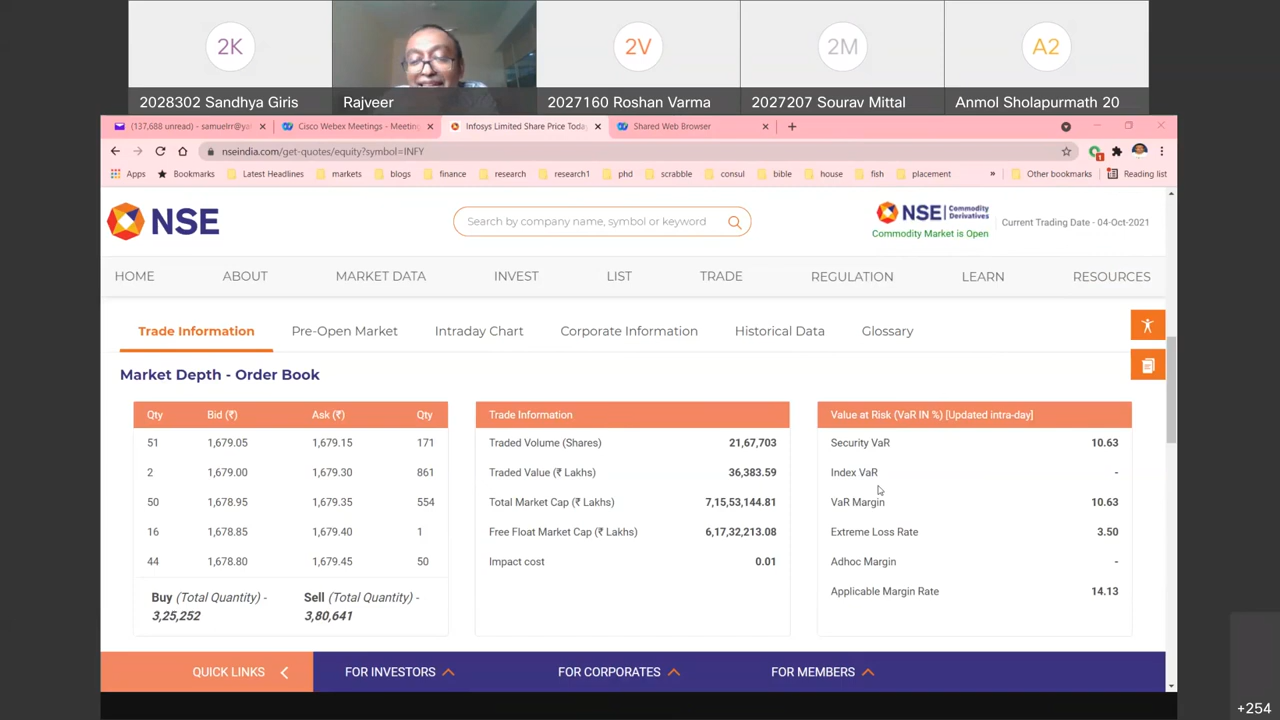 2K
2V
2M
A2
2028302 Sandhya Giris
Rajveer
2027160 Roshan Varma
2027207 Sourav Mittal
Anmol Sholapurmath 20
(137,688 unread) - samuelrr@ya
Cisco Webex Meetings - Meetin
Infosys Limited Share Price Toda
Shared Web Browser
nseindia.com/get-quotes/equity?symbol=INFY
Apps Bookmarks Latest Headlines markets blogs finance research research1 phd scrabble consul bible house fish placement » Other bookmarks Reading list
NSE
Search by company name, symbol or keyword
NSE Commodity Derivatives
Commodity Market is Open
Current Trading Date - 04-Oct-2021
HOME ABOUT MARKET DATA INVEST LIST TRADE REGULATION LEARN RESOURCES
Trade Information Pre-Open Market Intraday Chart Corporate Information Historical Data Glossary
Market Depth - Order Book
Qty Bid (₹) Ask (₹) Qty
51 1,679.05 1,679.15 171
2 1,679.00 1,679.30 861
50 1,678.95 1,679.35 554
16 1,678.85 1,679.40 1
44 1,678.80 1,679.45 50
Buy (Total Quantity) - Sell (Total Quantity) -
3,25,252 3,80,641
Trade Information
Traded Volume (Shares) 21,67,703
Traded Value (₹ Lakhs) 36,383.59
Total Market Cap (₹ Lakhs) 7,15,53,144.81
Free Float Market Cap (₹ Lakhs) 6,17,32,213.08
Impact cost 0.01
Value at Risk (VaR IN %) [Updated intra-day]
Security VaR 10.63
Index VaR -
VaR Margin 10.63
Extreme Loss Rate 3.50
Adhoc Margin -
Applicable Margin Rate 14.13
QUICK LINKS FOR INVESTORS FOR CORPORATES FOR MEMBERS
+254